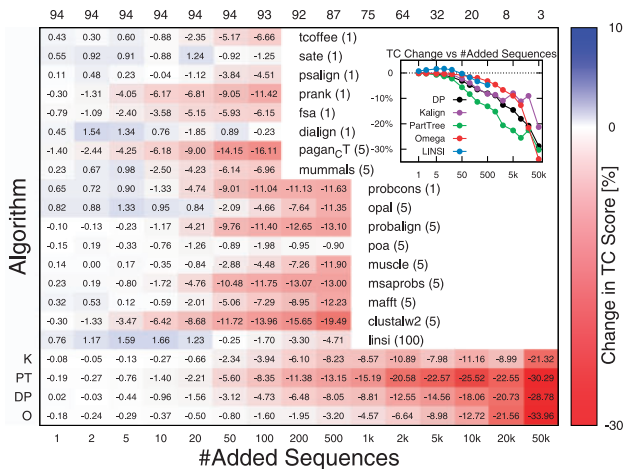 94 94 94 94 94 94 93 92 87 75 64 32 20 8 3
0.43 0.30 0.60 -0.88 -2.35 -5.17 -6.66 tcoffee (1)
0.55 0.92 0.91 -0.88 1.24 -0.92 -1.25 sate (1)
0.11 0.48 0.23 -0.04 -1.12 -3.84 -4.51 psalign (1)
-0.30 -1.31 -4.05 -6.17 -6.81 -9.05 -11.42 prank (1)
-0.79 -1.09 -2.40 -3.58 -5.15 -5.93 -6.15 fsa (1)
0.45 1.54 1.34 0.76 -1.85 0.89 -0.23 dialign (1)
-1.40 -2.44 -4.25 -6.18 -9.00 -14.15 -16.11 paganCT (5)
0.23 0.67 0.98 -2.50 -4.23 -6.14 -6.96 mummals (5)
0.65 0.72 0.90 -1.33 -4.74 -9.01 -11.04 -11.13 -11.63 probcons (1)
0.82 0.88 1.33 0.95 0.84 -2.09 -4.66 -7.64 -11.35 opal (5)
-0.10 -0.13 -0.23 -1.17 -4.21 -9.76 -11.40 -12.65 -13.10 probalign (5)
-0.15 0.19 -0.33 -0.76 -1.26 -0.89 -1.98 -0.95 -0.90 poa (5)
0.14 0.00 0.17 -0.35 -0.84 -2.88 -4.48 -7.26 -11.90 muscle (5)
0.23 0.19 -0.80 -1.72 -4.76 -10.48 -11.75 -13.07 -13.00 msaprobs (5)
0.32 0.53 0.12 -0.59 -2.01 -5.06 -7.29 -8.95 -12.23 mafft (5)
-0.30 -1.33 -3.47 -6.42 -8.68 -11.72 -13.96 -15.65 -19.49 clustalw2 (5)
0.76 1.17 1.59 1.66 1.23 -0.25 -1.70 -3.30 -4.71 linsi (100)
K -0.08 -0.05 -0.13 -0.27 -0.66 -2.34 -3.94 -6.10 -8.23 -8.57 -10.89 -7.98 -11.16 -8.99 -21.32
PT -0.19 -0.27 -0.76 -1.40 -2.21 -5.60 -8.35 -11.38 -13.15 -15.19 -20.58 -22.57 -25.52 -22.55 -30.29
DP 0.02 -0.03 -0.44 -0.96 -1.56 -3.12 -4.73 -6.48 -8.05 -8.81 -12.55 -14.56 -18.06 -20.73 -28.78
O -0.18 -0.24 -0.29 -0.37 -0.50 -0.80 -1.60 -1.95 -3.20 -4.57 -6.64 -8.98 -12.72 -21.56 -33.96
1 2 5 10 20 50 100 200 500 1k 2k 5k 10k 20k 50k
#Added Sequences
Algorithm
TC Change vs #Added Sequences
0
-10%
-20%
-30%
DP
Kalign
PartTree
Omega
LINSI
1 5 50 500 5k 50k
10
0
-30
Change in TC Score [%]